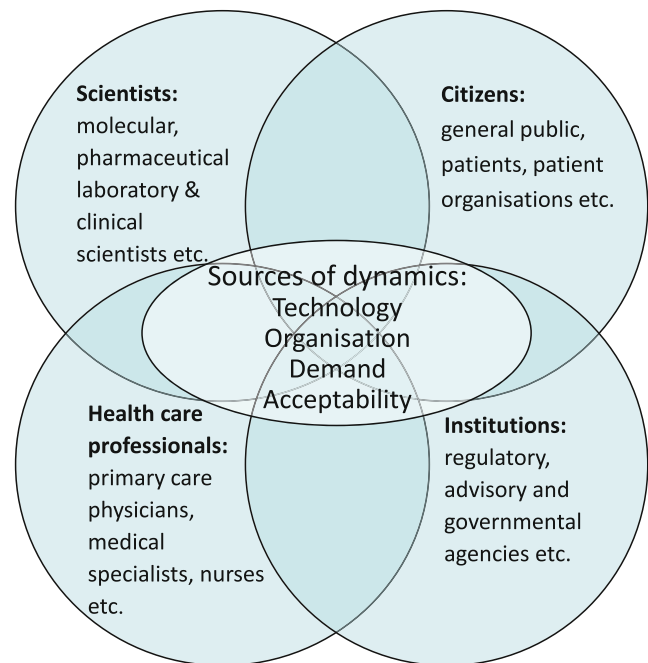 Scientists:
molecular,
pharmaceutical
laboratory &
clinical
scientists etc.
Citizens:
general public,
patients, patient
organisations etc.
Sources of dynamics:
Technology
Organisation
Demand
Acceptability
Health care
professionals:
primary care
physicians,
medical
specialists, nurses
etc.
Institutions:
regulatory,
advisory and
governmental
agencies etc.